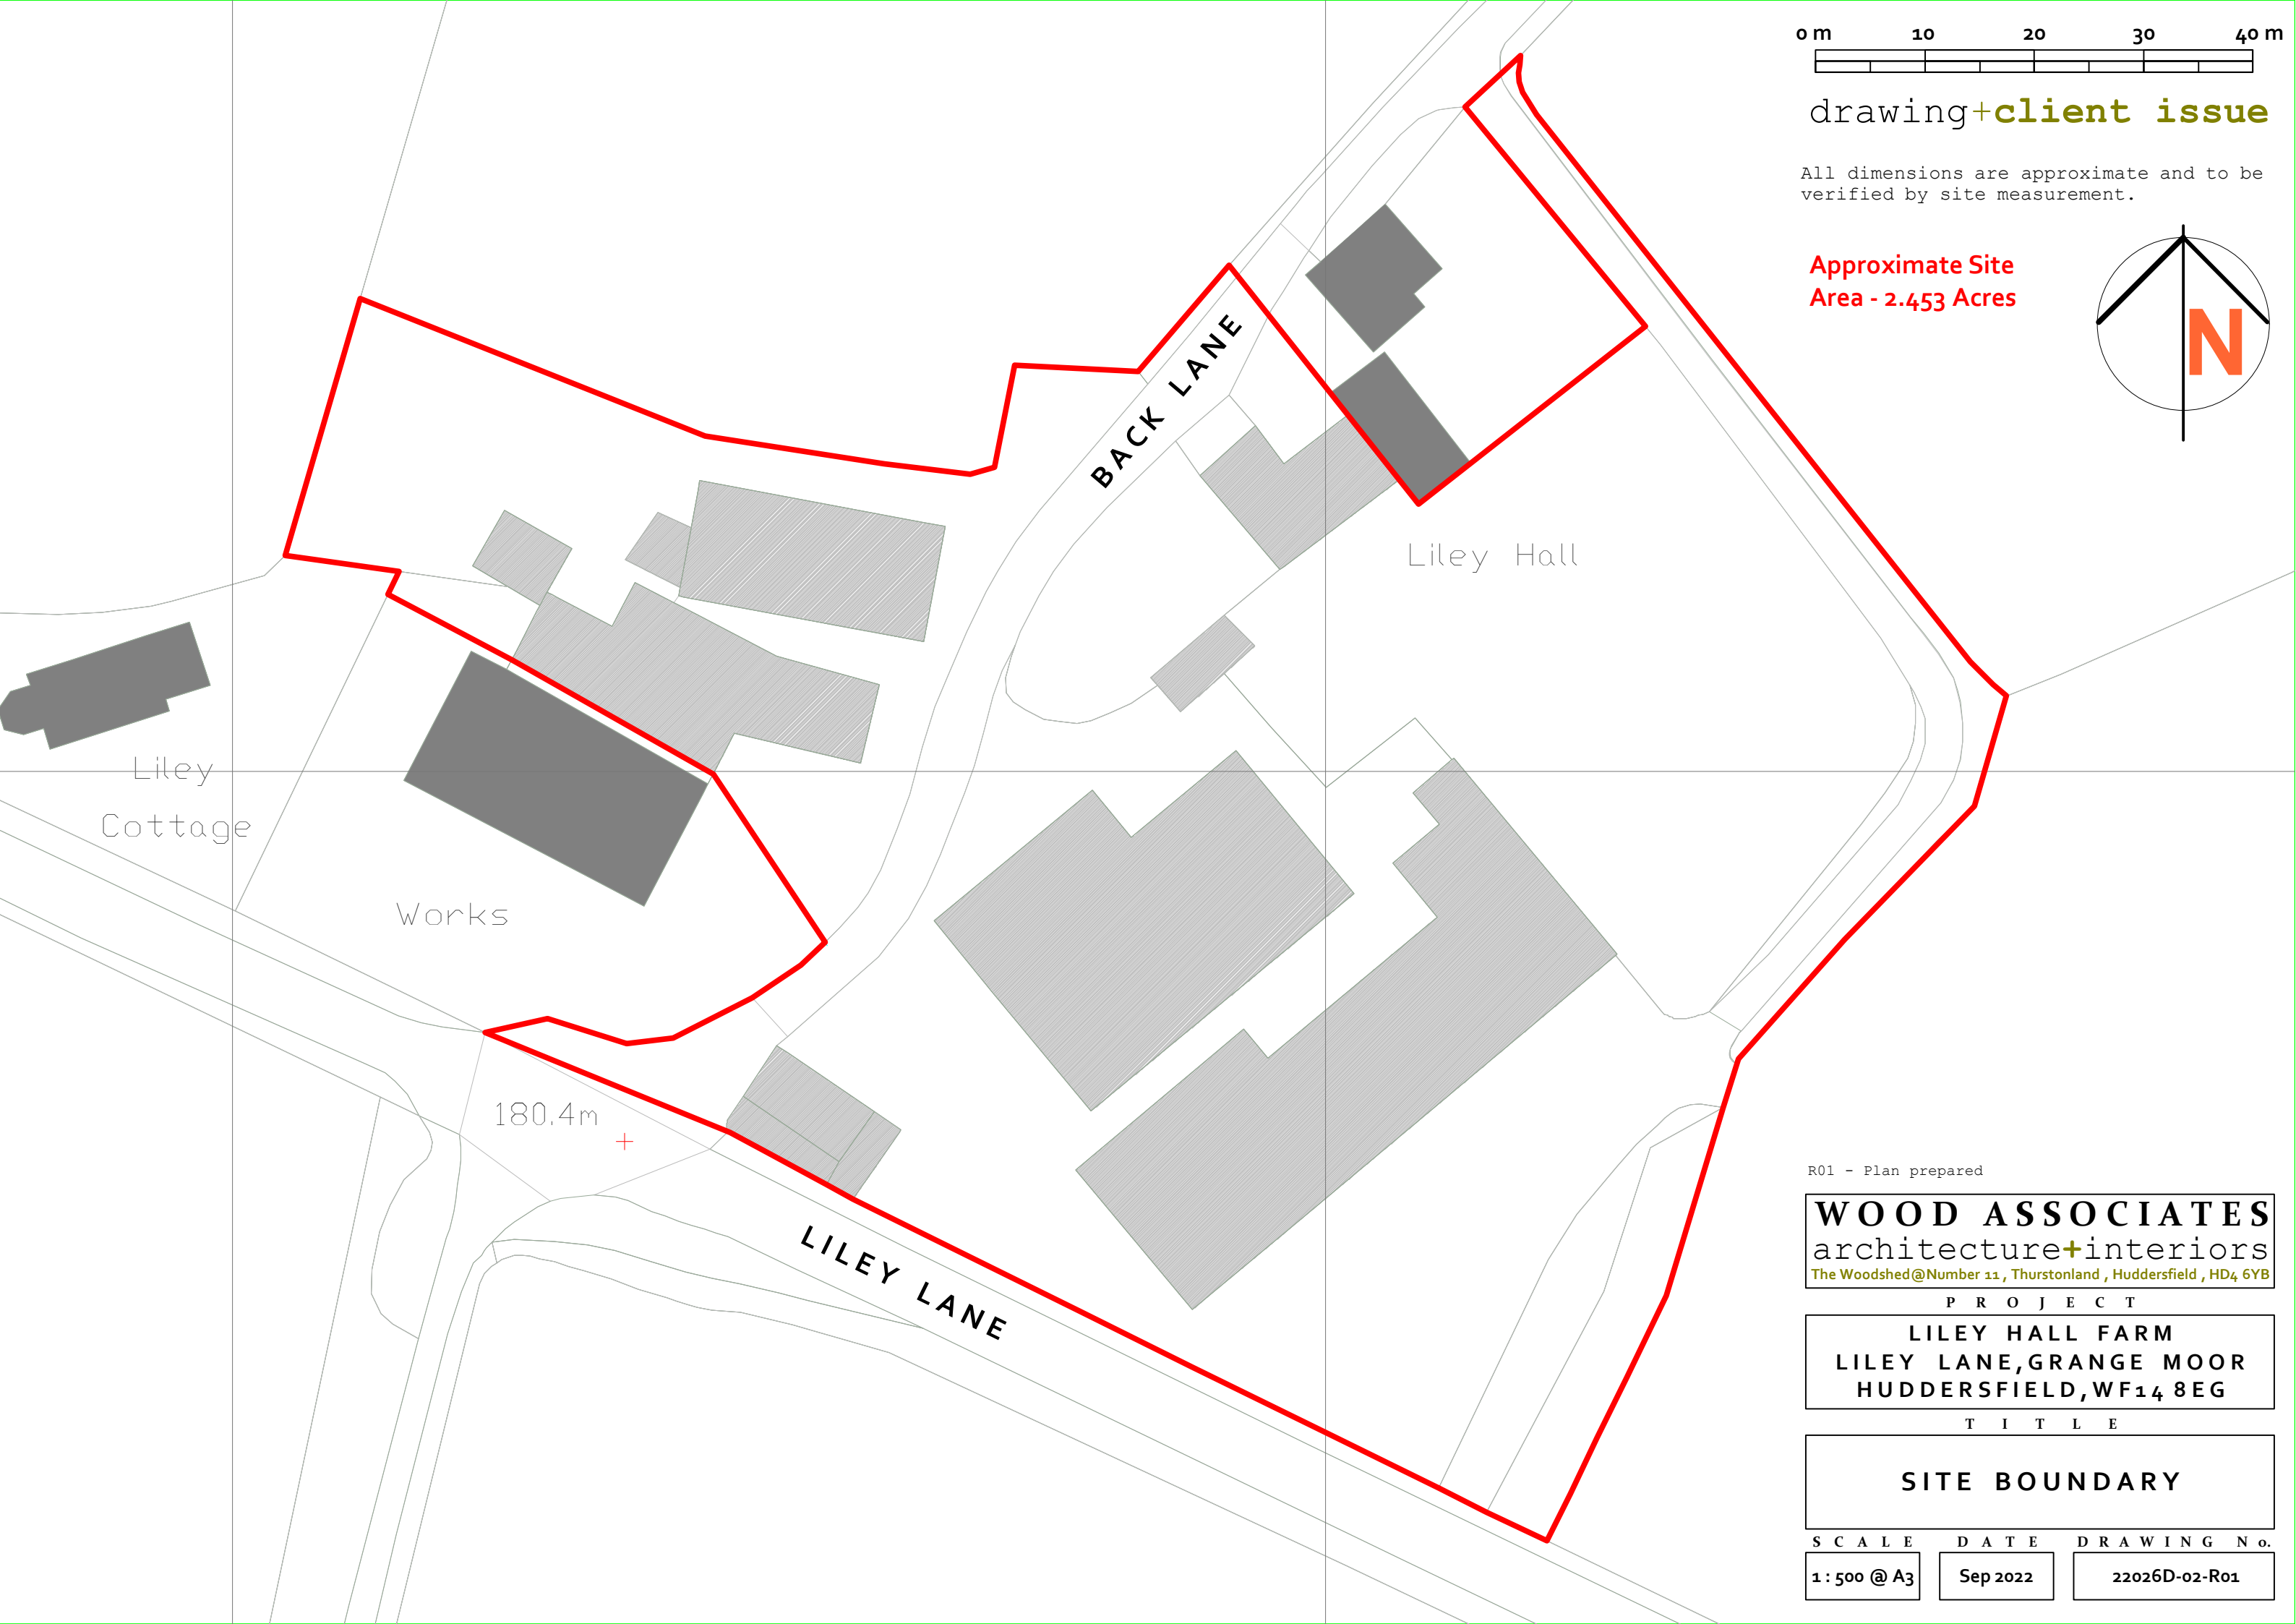 0 m 10 20 30 40 m
drawing+client issue
All dimensions are approximate and to be
verified by site measurement.
Approximate Site
Area - 2.453 Acres
N
BACK LANE
Liley Hall
Liley
Cottage
Works
180.4m
LILEY LANE
R01 - Plan prepared
WOOD ASSOCIATES
architecture+interiors
The Woodshed@Number 11 , Thurstonland , Huddersfield , HD4 6YB
PROJECT
LILEY HALL FARM
LILEY LANE,GRANGE MOOR
HUDDERSFIELD,WF14 8EG
TITLE
SITE BOUNDARY
SCALE DATE DRAWING No.
1 : 500 @ A3 Sep 2022 22026D-02-R01